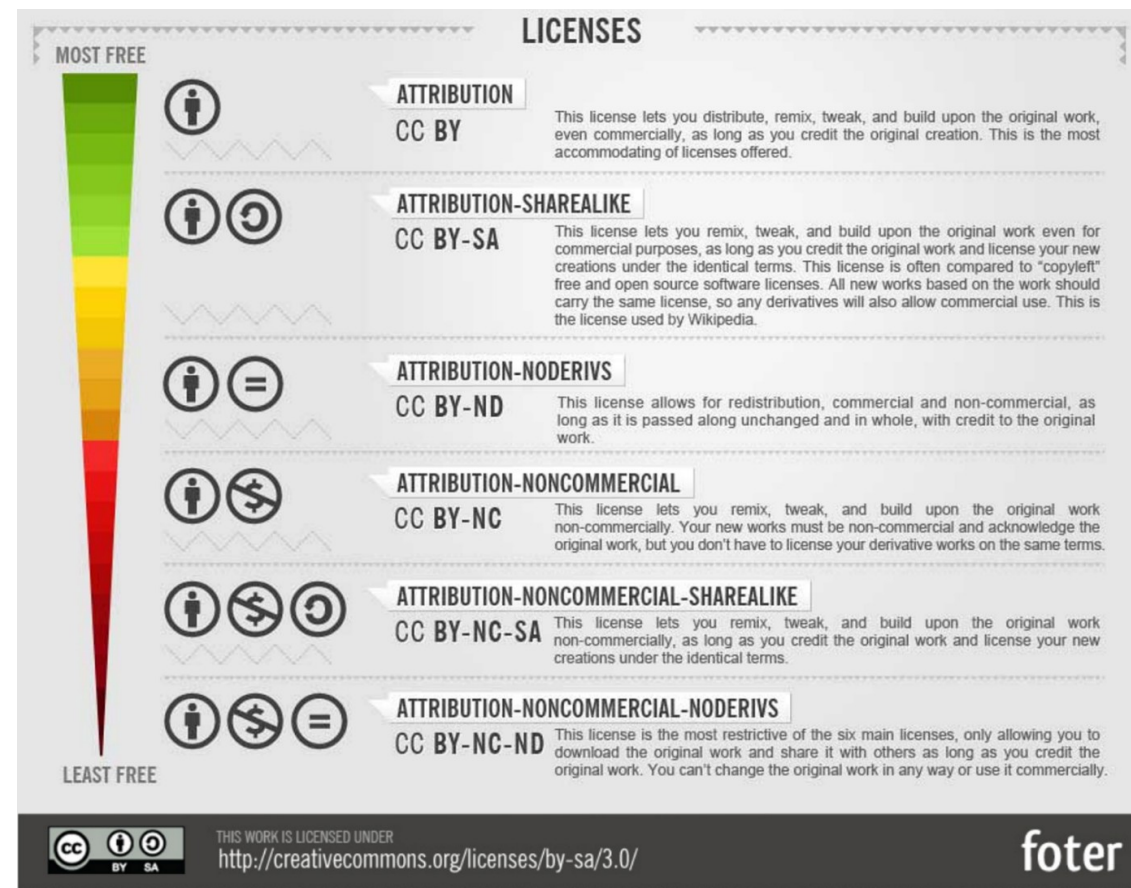 LICENSES
MOST FREE
ATTRIBUTION
CC BY
This license lets you distribute, remix, tweak, and build upon the original work,
even commercially, as long as you credit the original creation. This is the most
accommodating of licenses offered.
ATTRIBUTION-SHAREALIKE
CC BY-SA
This license lets you remix, tweak, and build upon the original work even for
commercial purposes, as long as you credit the original work and license your new
creations under the identical terms. This license is often compared to “copyleft”
free and open source software licenses. All new works based on the work should
carry the same license, so any derivatives will also allow commercial use. This is
the license used by Wikipedia.
ATTRIBUTION-NODERIVS
CC BY-ND
This license allows for redistribution, commercial and non-commercial, as
long as it is passed along unchanged and in whole, with credit to the original
work.
ATTRIBUTION-NONCOMMERCIAL
CC BY-NC
This license lets you remix, tweak, and build upon the original work
non-commercially. Your new works must be non-commercial and acknowledge the
original work, but you don’t have to license your derivative works on the same terms.
ATTRIBUTION-NONCOMMERCIAL-SHAREALIKE
CC BY-NC-SA
This license lets you remix, tweak, and build upon the original work
non-commercially, as long as you credit the original work and license your new
creations under the identical terms.
ATTRIBUTION-NONCOMMERCIAL-NODERIVS
CC BY-NC-ND
This license is the most restrictive of the six main licenses, only allowing you to
download the original work and share it with others as long as you credit the
original work. You can’t change the original work in any way or use it commercially.
LEAST FREE
cc
BY SA
THIS WORK IS LICENSED UNDER
http://creativecommons.org/licenses/by-sa/3.0/
foter